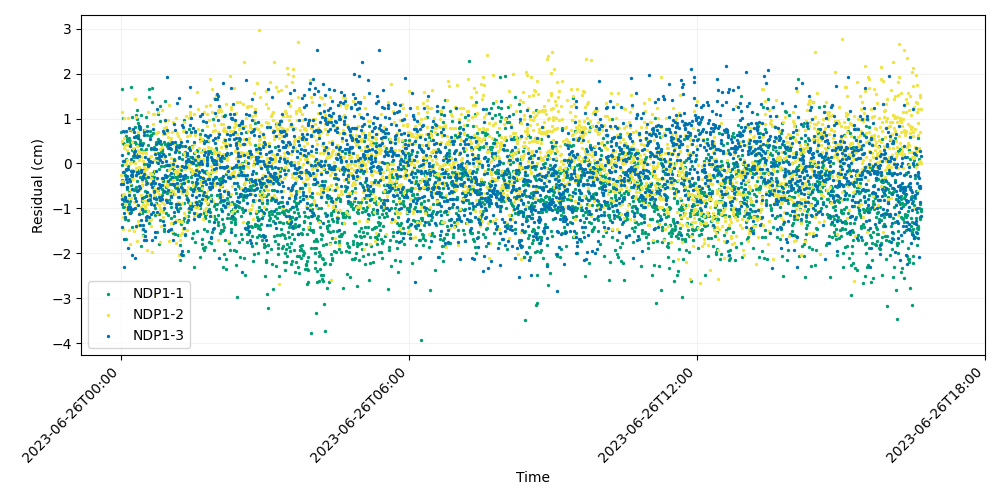 3
2
1
0
−1
−2
−3
−4
Residual (cm)
NDP1-1
NDP1-2
NDP1-3
2023-06-26T00:00
2023-06-26T06:00
2023-06-26T12:00
2023-06-26T18:00
Time